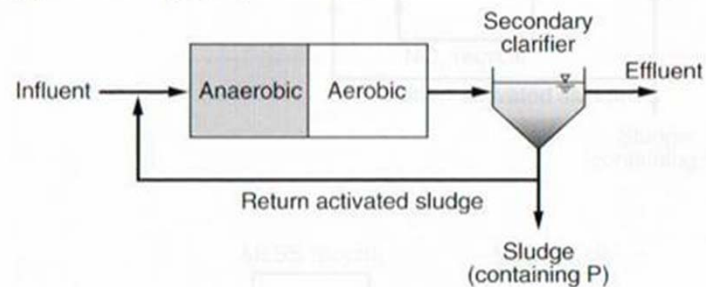 Secondary
clarifier
Influent
Anaerobic
Aerobic
Effluent
Return activated sludge
Sludge
(containing P)